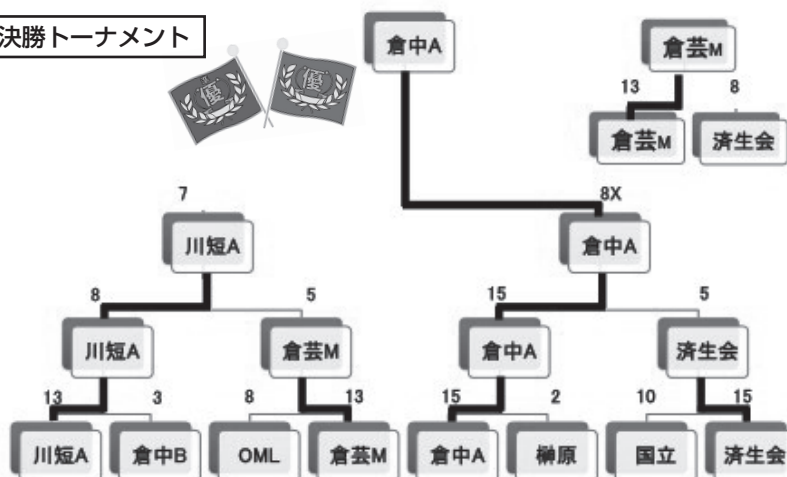 決勝トーナメント
優
優
倉中A
倉芸M
13 8
倉芸M 済生会
7 8X
川短A 倉中A
8 5 15 5
川短A 倉芸M 倉中A 済生会
13 3 8 13 15 2 10 15
川短A 倉中B OML 倉芸M 倉中A 榊原 国立 済生会